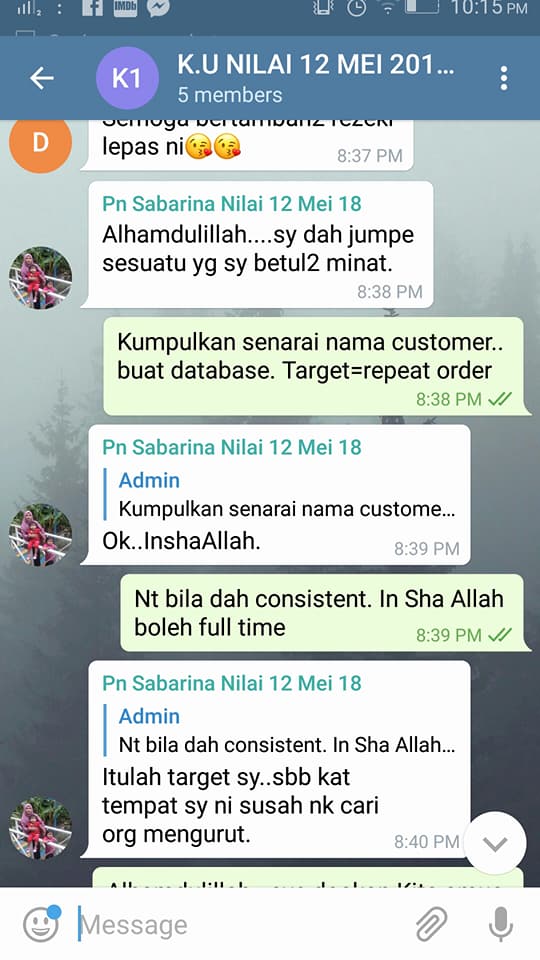 IMDb
10:15 PM
K1
K.U NILAI 12 MEI 201...
5 members
D
Semoga bertambah2 rezeki
lepas ni😘😘
8:37 PM
Pn Sabarina Nilai 12 Mei 18
Alhamdulillah....sy dah jumpe
sesuatu yg sy betul2 minat.
8:38 PM
Kumpulkan senarai nama customer..
buat database. Target=repeat order
8:38 PM
Pn Sabarina Nilai 12 Mei 18
Admin
Kumpulkan senarai nama custome...
Ok..InshaAllah.
8:39 PM
Nt bila dah consistent. In Sha Allah
boleh full time
8:39 PM
Pn Sabarina Nilai 12 Mei 18
Admin
Nt bila dah consistent. In Sha Allah...
Itulah target sy..sbb kat
tempat sy ni susah nk cari
org mengurut.
8:40 PM
Message